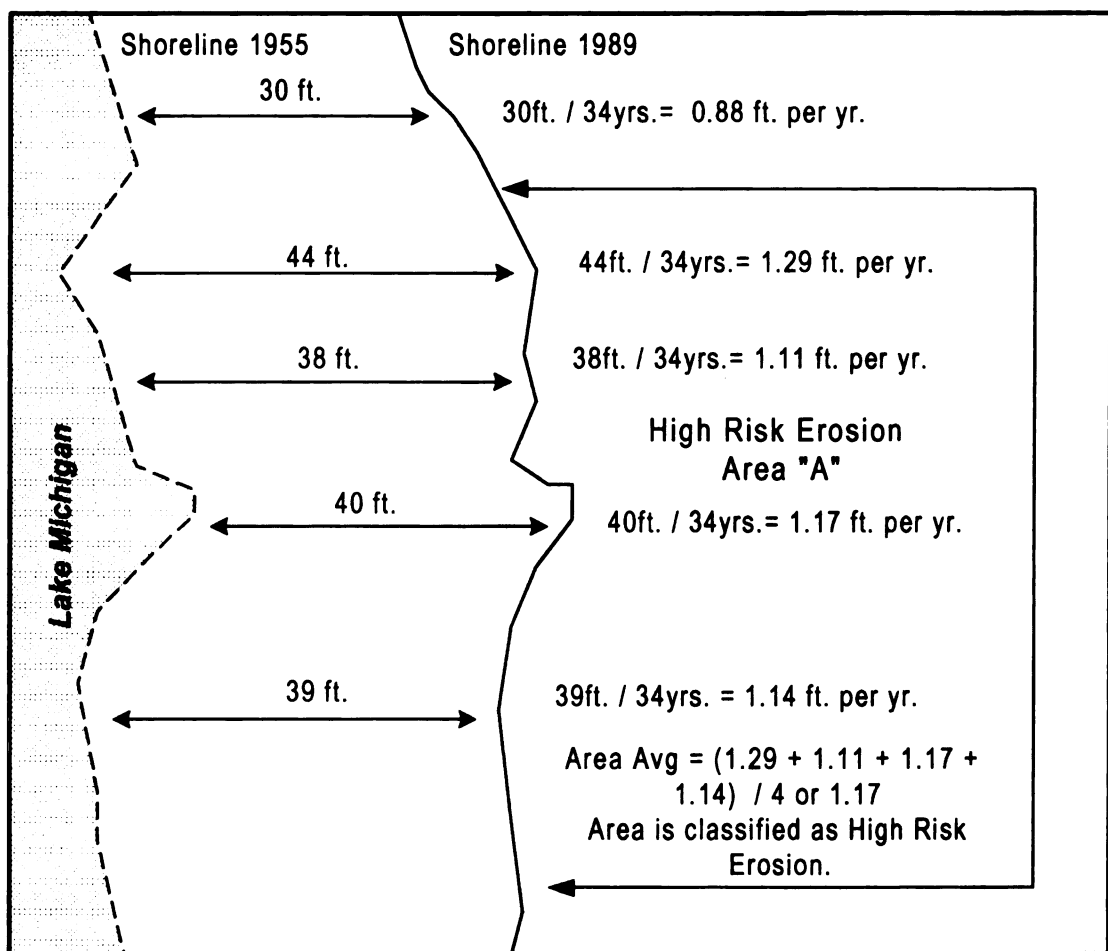 Shoreline 1955
Shoreline 1989
30 ft.
30ft. / 34yrs.= 0.88 ft. per yr.
44 ft.
44ft. / 34yrs.= 1.29 ft. per yr.
38 ft.
38ft. / 34yrs.= 1.11 ft. per yr.
High Risk Erosion
Area "A"
Lake Michigan
40 ft.
40ft. / 34yrs.= 1.17 ft. per yr.
39 ft.
39ft. / 34yrs. = 1.14 ft. per yr.
Area Avg = (1.29 + 1.11 + 1.17 +
1.14) / 4 or 1.17
Area is classified as High Risk
Erosion.